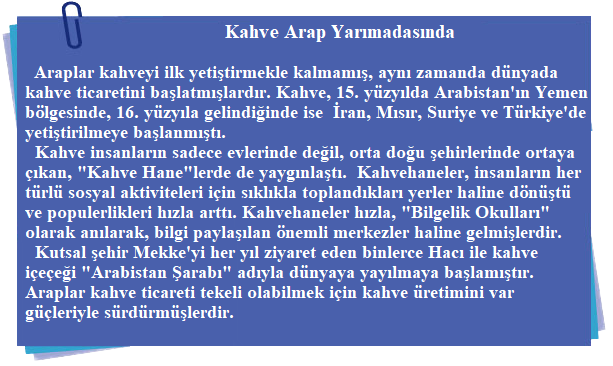 Kahve Arap Yarımadasında
Araplar kahveyi ilk yetiştirmekle kalmamış, aynı zamanda dünyada
kahve ticaretini başlatmışlardır. Kahve, 15. yüzyılda Arabistan'ın Yemen
bölgesinde, 16. yüzyıla gelindiğinde ise İran, Mısır, Suriye ve Türkiye'de
yetiştirilmeye başlanmıştı.
Kahve insanların sadece evlerinde değil, orta doğu şehirlerinde ortaya
çıkan, "Kahve Hane"lerde de yaygınlaştı. Kahvehaneler, insanların her
türlü sosyal aktiviteleri için sıklıkla toplandıkları yerler haline dönüştü
ve populerlikleri hızla arttı. Kahvehaneler hızla, "Bilgelik Okulları"
olarak anılarak, bilgi paylaşılan önemli merkezler haline gelmişlerdir.
Kutsal şehir Mekke'yi her yıl ziyaret eden binlerce Hacı ile kahve
içeçeği "Arabistan Şarabı" adıyla dünyaya yayılmaya başlamıştır.
Araplar kahve ticareti tekeli olabilmek için kahve üretimini var
güçleriyle sürdürmüşlerdir.